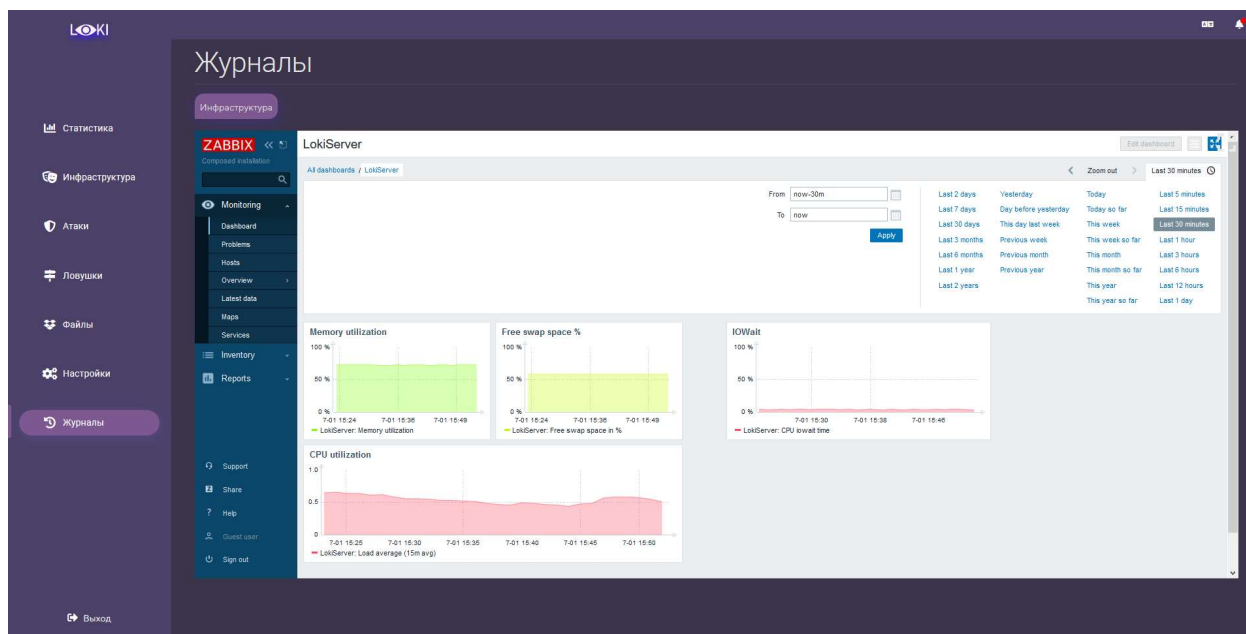 LOKI
Журналы
Инфраструктура
Статистика
Инфраструктура
Атаки
Ловушки
Файлы
Настройки
Журналы
Выход
ZABBIX
Composed installation
Monitoring
Dashboard
Problems
Hosts
Overview
Latest data
Maps
Services
Inventory
Reports
Support
Share
Help
Guest user
Sign out
LokiServer
Edit dashboard
All dashboards / LokiServer
Zoom out
Last 30 minutes
From now-30m
To now
Apply
Last 2 days Yesterday Today Last 5 minutes
Last 7 days Day before yesterday Today so far Last 15 minutes
Last 30 days This day last week This week Last 30 minutes
Last 3 months Previous week This week so far Last 1 hour
Last 6 months Previous month This month Last 3 hours
Last 1 year Previous year This month so far Last 6 hours
Last 2 years This year Last 12 hours
This year so far Last 1 day
Memory utilization
100 %
50 %
0 %
7-01 15:24 7-01 15:36 7-01 15:49
LokiServer: Memory utilization
Free swap space %
100 %
50 %
0 %
7-01 15:24 7-01 15:36 7-01 15:49
LokiServer: Free swap space in %
IOWait
100 %
50 %
0 %
7-01 15:30 7-01 15:38 7-01 15:46
LokiServer: CPU iowait time
CPU utilization
1.0
0.5
0
7-01 15:25 7-01 15:30 7-01 15:35 7-01 15:40 7-01 15:45 7-01 15:50
LokiServer: Load average (15m avg)